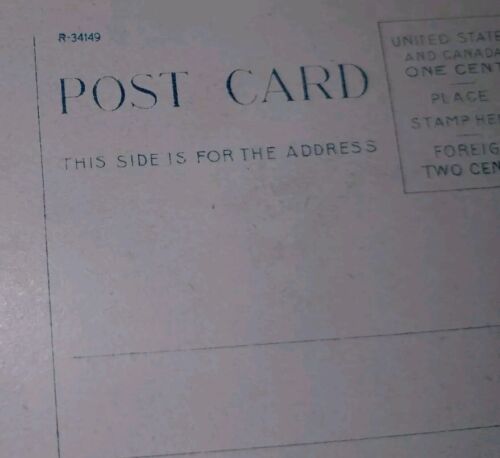 R-34149
POST CARD
THIS SIDE IS FOR THE ADDRESS
UNITED STATE
AND CANADA
ONE CENT
PLACE
STAMP HE
FOREIG
TWO CEN